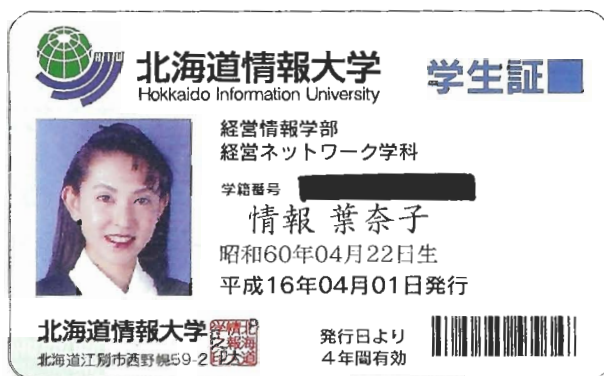 HIU
北海道情報大学
Hokkaido Information University
学生証
経営情報学部
経営ネットワーク学科
学籍番号
情報 葉奈子
昭和60年04月22日生
平成16年04月01日発行
北海道情報大学
北海道江別市西野幌59-2
発行日より
4年間有効